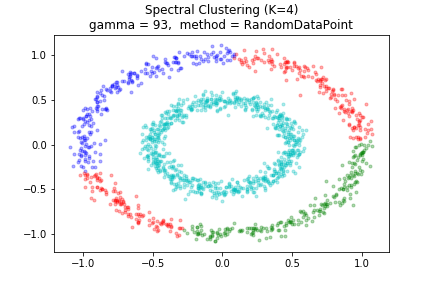 Spectral Clustering (K=4)
gamma = 93,  method = RandomDataPoint
1.0
0.5
0.0
−0.5
−1.0
−1.0 −0.5 0.0 0.5 1.0